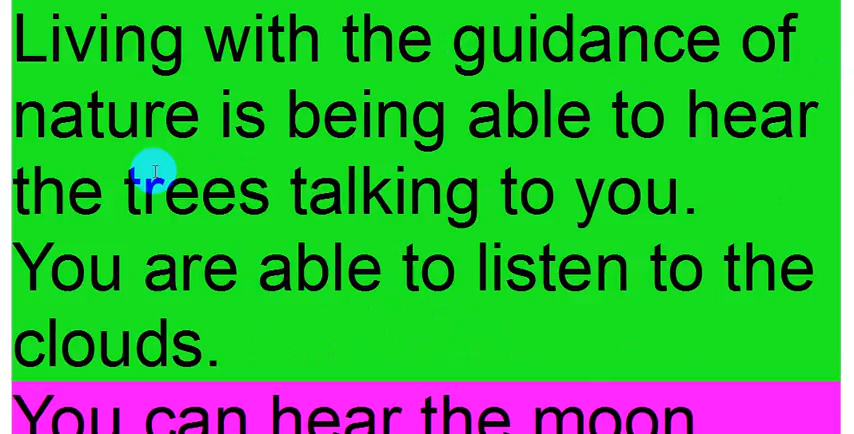 Living with the guidance of
nature is being able to hear
the trees talking to you.
You are able to listen to the
clouds.
You can hear the moon